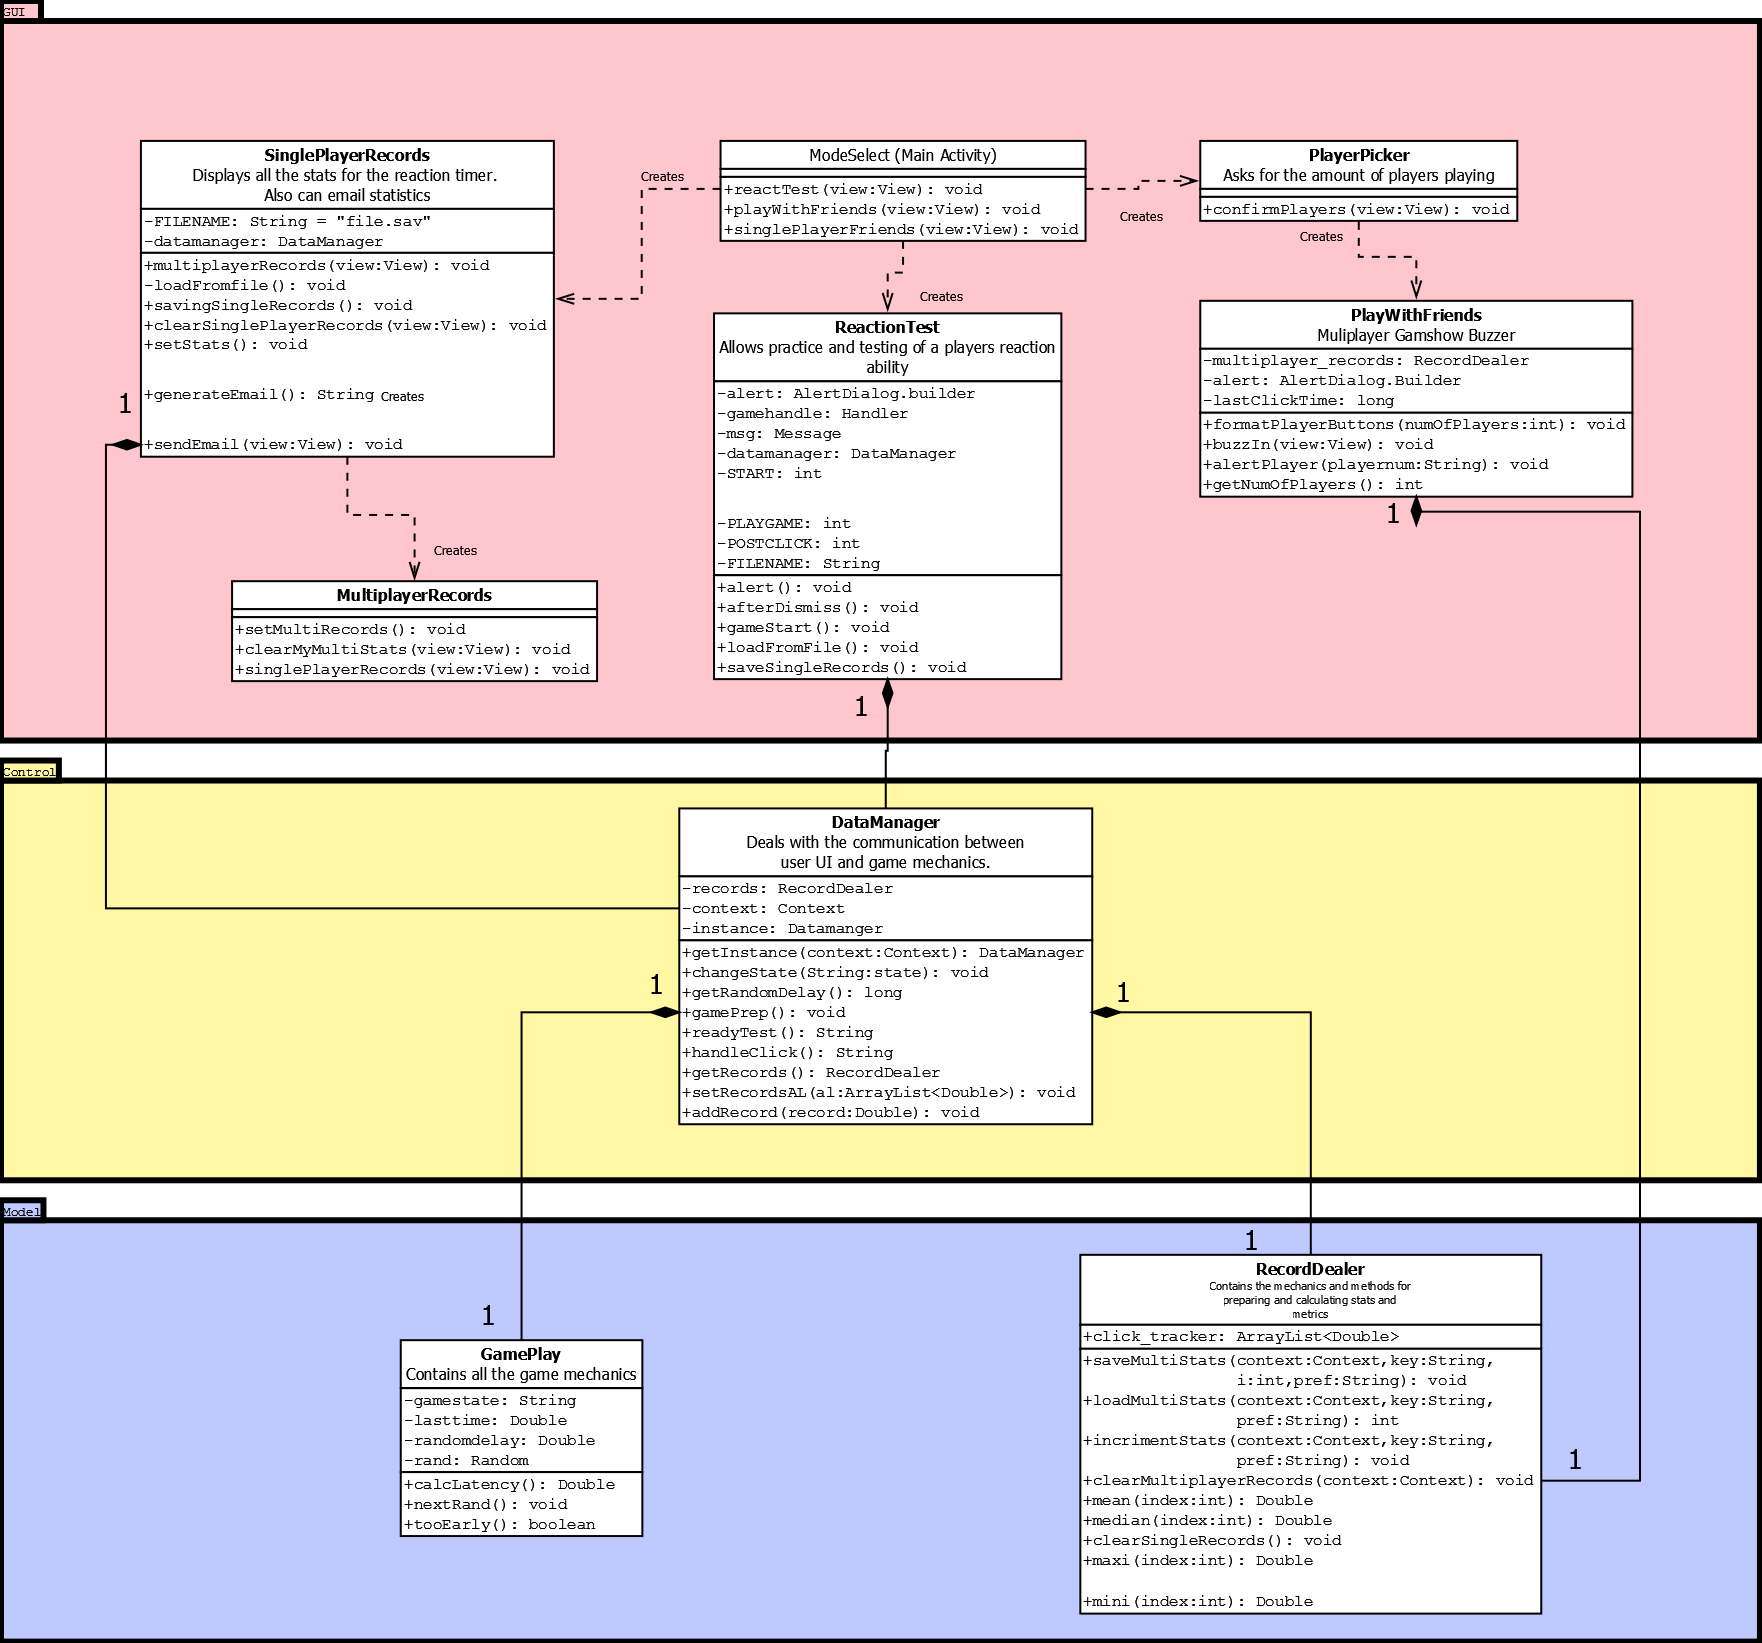 GUI
SinglePlayerRecords
Displays all the stats for the reaction timer.
Also can email statistics
-FILENAME: String = "file.sav"
-datamanager: DataManager
+multiplayerRecords(view:View): void
-loadFromfile(): void
+savingSingleRecords(): void
+clearSinglePlayerRecords(view:View): void
+setStats(): void
+generateEmail(): String
Creates
+sendEmail(view:View): void
1
Creates
ModeSelect (Main Activity)
+reactTest(view:View): void
+playWithFriends(view:View): void
+singlePlayerFriends(view:View): void
Creates
PlayerPicker
Asks for the amount of players playing
+confirmPlayers(view:View): void
Creates
Creates
ReactionTest
Allows practice and testing of a players reaction
ability
-alert: AlertDialog.builder
-gamehandle: Handler
-msg: Message
-datamanager: DataManager
-START: int
-PLAYGAME: int
-POSTCLICK: int
-FILENAME: String
+alert(): void
+afterDismiss(): void
+gameStart(): void
+loadFromFile(): void
+saveSingleRecords(): void
1
PlayWithFriends
Muliplayer Gamshow Buzzer
-multiplayer_records: RecordDealer
-alert: AlertDialog.Builder
-lastClickTime: long
+formatPlayerButtons(numOfPlayers:int): void
+buzzIn(view:View): void
+alertPlayer(playernum:String): void
+getNumOfPlayers(): int
1
Creates
MultiplayerRecords
+setMultiRecords(): void
+clearMyMultiStats(view:View): void
+singlePlayerRecords(view:View): void
Control
DataManager
Deals with the communication between
user UI and game mechanics.
-records: RecordDealer
-context: Context
-instance: Datamanger
+getInstance(context:Context): DataManager
+changeState(String:state): void
+getRandomDelay(): long
+gamePrep(): void
+readyTest(): String
+handleClick(): String
+getRecords(): RecordDealer
+setRecordsAL(al:ArrayList<Double>): void
+addRecord(record:Double): void
1
1
Model
1
GamePlay
Contains all the game mechanics
-gamestate: String
-lasttime: Double
-randomdelay: Double
-rand: Random
+calcLatency(): Double
+nextRand(): void
+tooEarly(): boolean
1
RecordDealer
Contains the mechanics and methods for
preparing and calculating stats and
metrics
+click_tracker: ArrayList<Double>
+saveMultiStats(context:Context,key:String,
i:int,pref:String): void
+loadMultiStats(context:Context,key:String,
pref:String): int
+incrimentStats(context:Context,key:String,
pref:String): void
+clearMultiplayerRecords(context:Context): void
+mean(index:int): Double
+median(index:int): Double
+clearSingleRecords(): void
+maxi(index:int): Double
+mini(index:int): Double
1